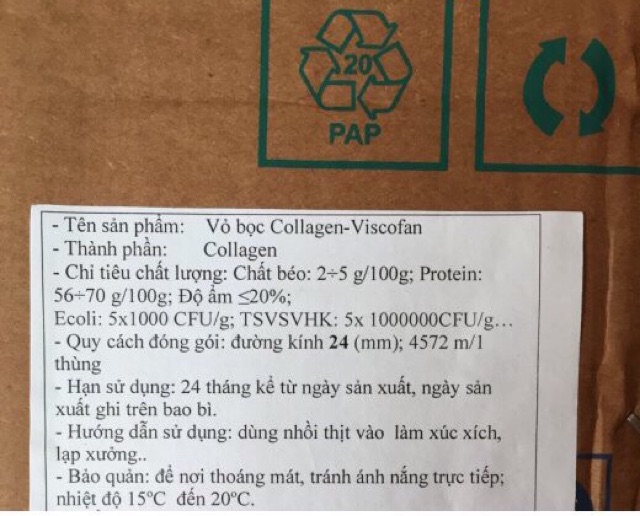 20
PAP
- Tên sản phẩm: Vỏ bọc Collagen-Viscofan
- Thành phần: Collagen
- Chỉ tiêu chất lượng: Chất béo: 2÷5 g/100g; Protein:
56÷70 g/100g; Độ ẩm ≤20%;
Ecoli: 5x1000 CFU/g; TSVSVHK: 5x 1000000CFU/g…
- Quy cách đóng gói: đường kính 24 (mm); 4572 m/1
thùng
- Hạn sử dụng: 24 tháng kể từ ngày sản xuất, ngày sản
xuất ghi trên bao bì.
- Hướng dẫn sử dụng: dùng nhồi thịt vào làm xúc xích,
lạp xưởng..
- Bảo quản: để nơi thoáng mát, tránh ánh nắng trực tiếp;
nhiệt độ 15ºC đến 20ºC.